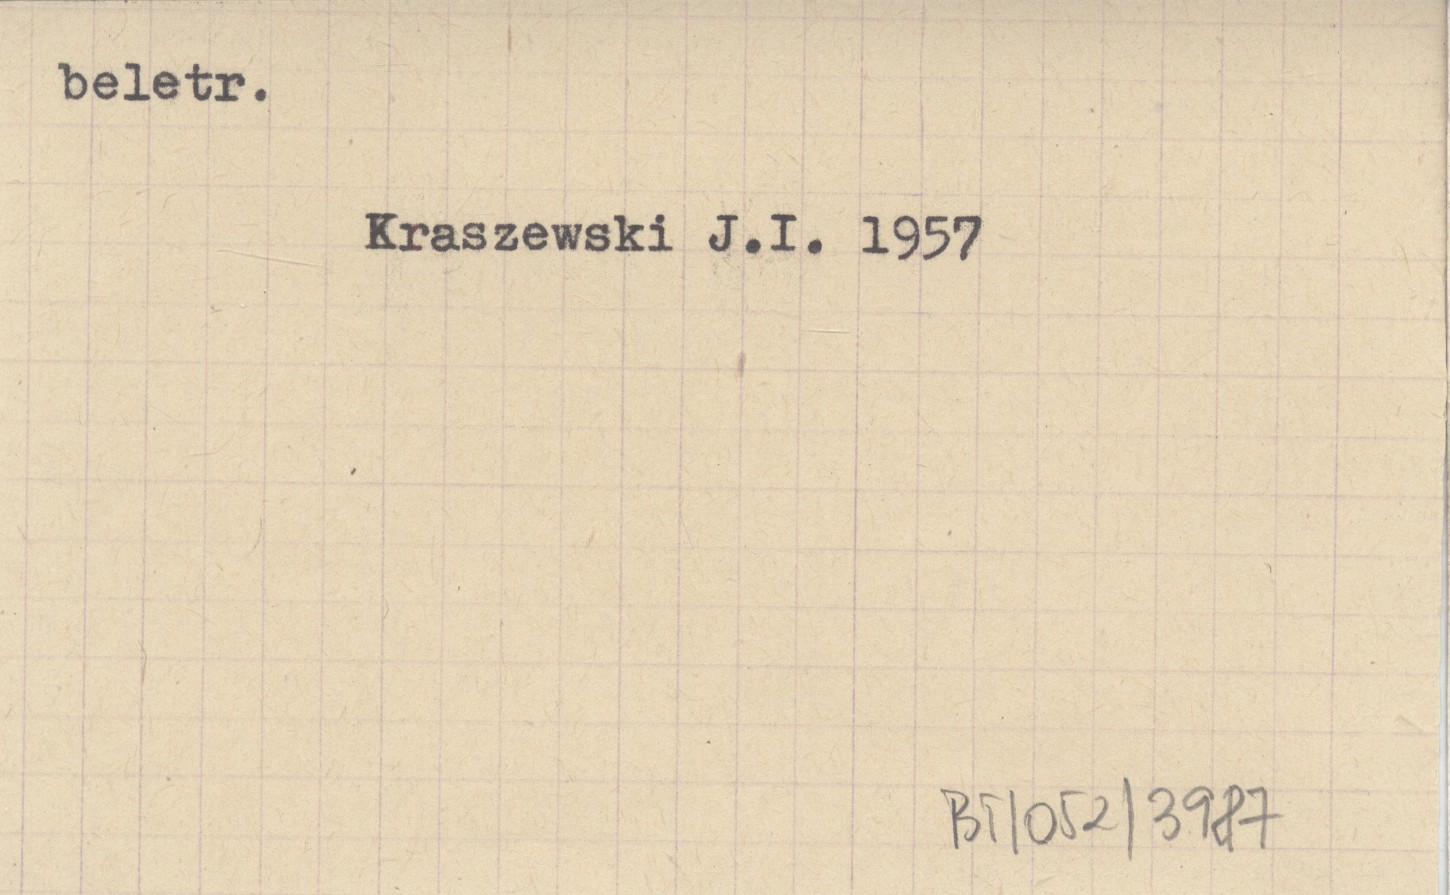 beletr.
Kraszewski J.I. 1957
BT/052/3987